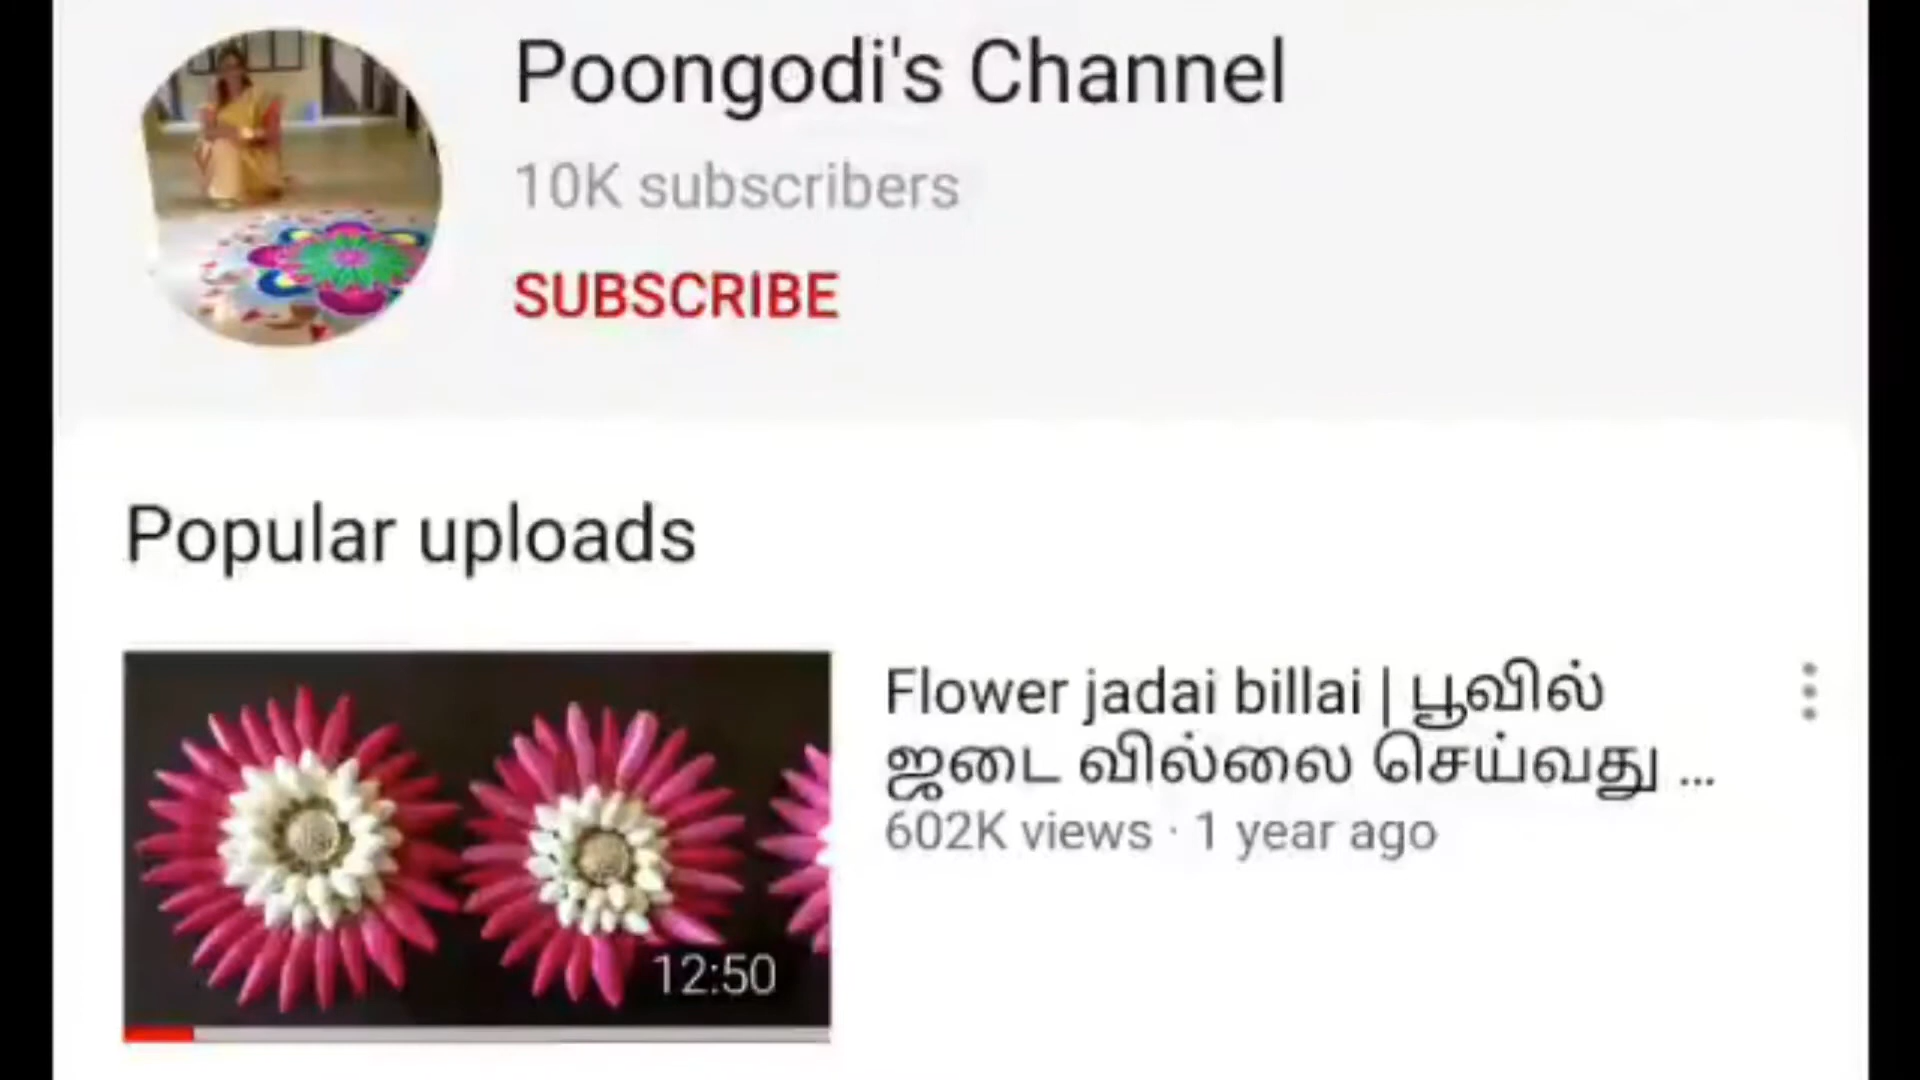 Poongodi's Channel
10K subscribers
SUBSCRIBE
Popular uploads
Flower jadai billai | பூவில்
ஜடை வில்லை செய்வது ...
602K views · 1 year ago
12:50